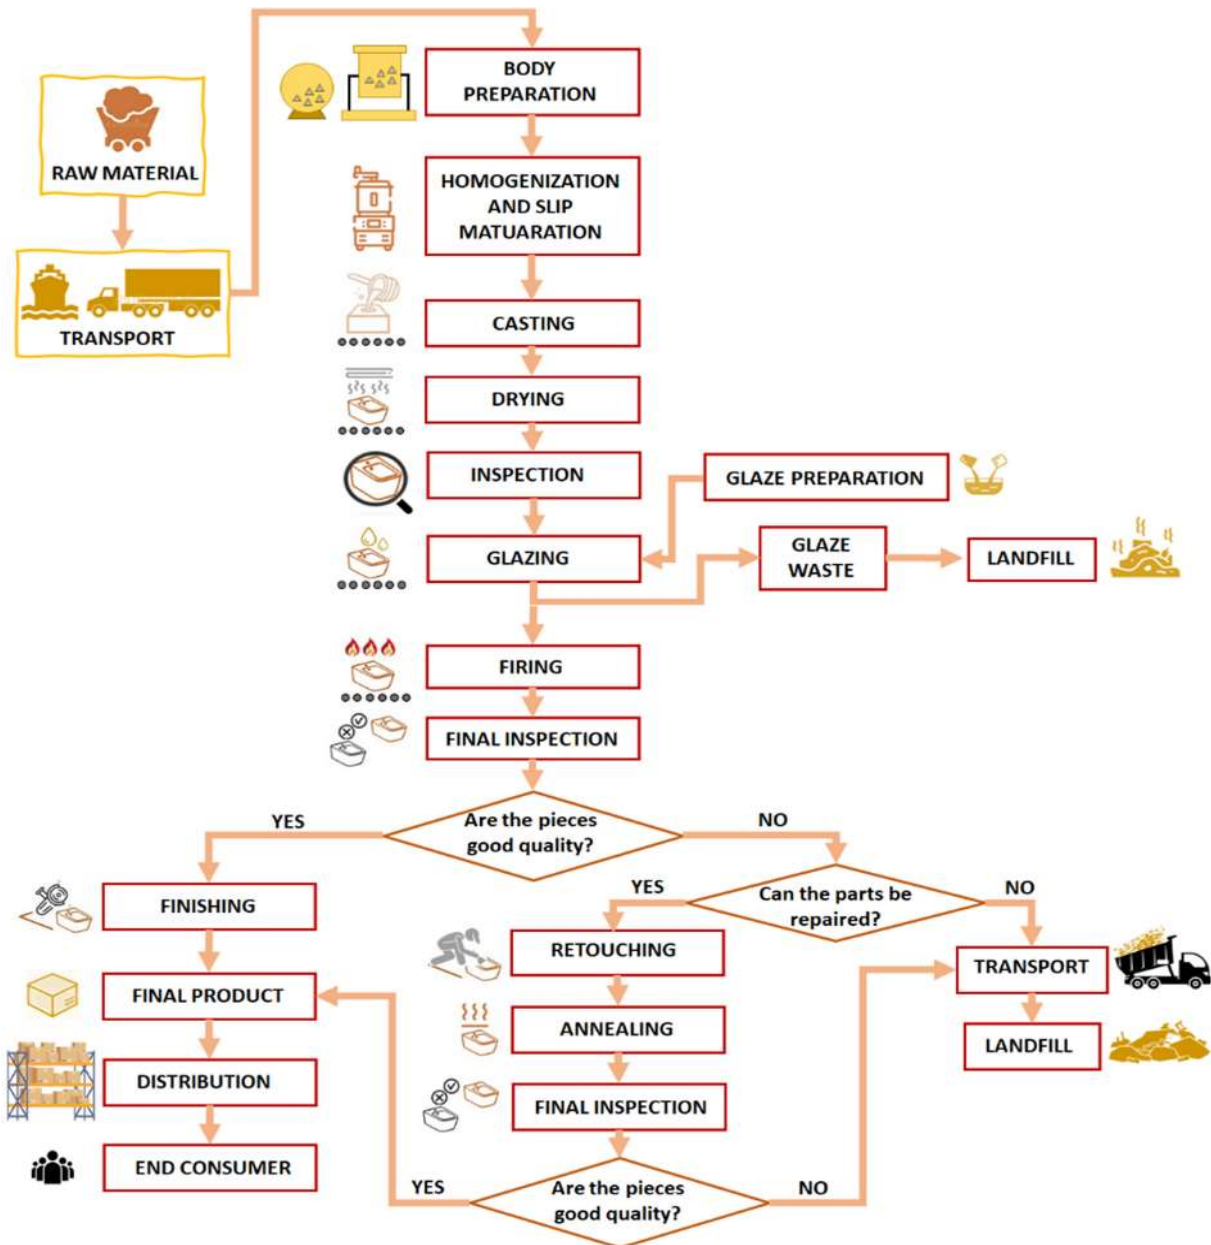 RAW MATERIAL
TRANSPORT
BODY
PREPARATION
HOMOGENIZATION
AND SLIP
MATUARATION
CASTING
DRYING
INSPECTION
GLAZE PREPARATION
GLAZING
GLAZE
WASTE
LANDFILL
FIRING
FINAL INSPECTION
Are the pieces
good quality?
YES
NO
FINISHING
FINAL PRODUCT
DISTRIBUTION
END CONSUMER
Can the parts be
repaired?
YES
NO
RETOUCHING
ANNEALING
FINAL INSPECTION
TRANSPORT
LANDFILL
Are the pieces
good quality?
YES
NO